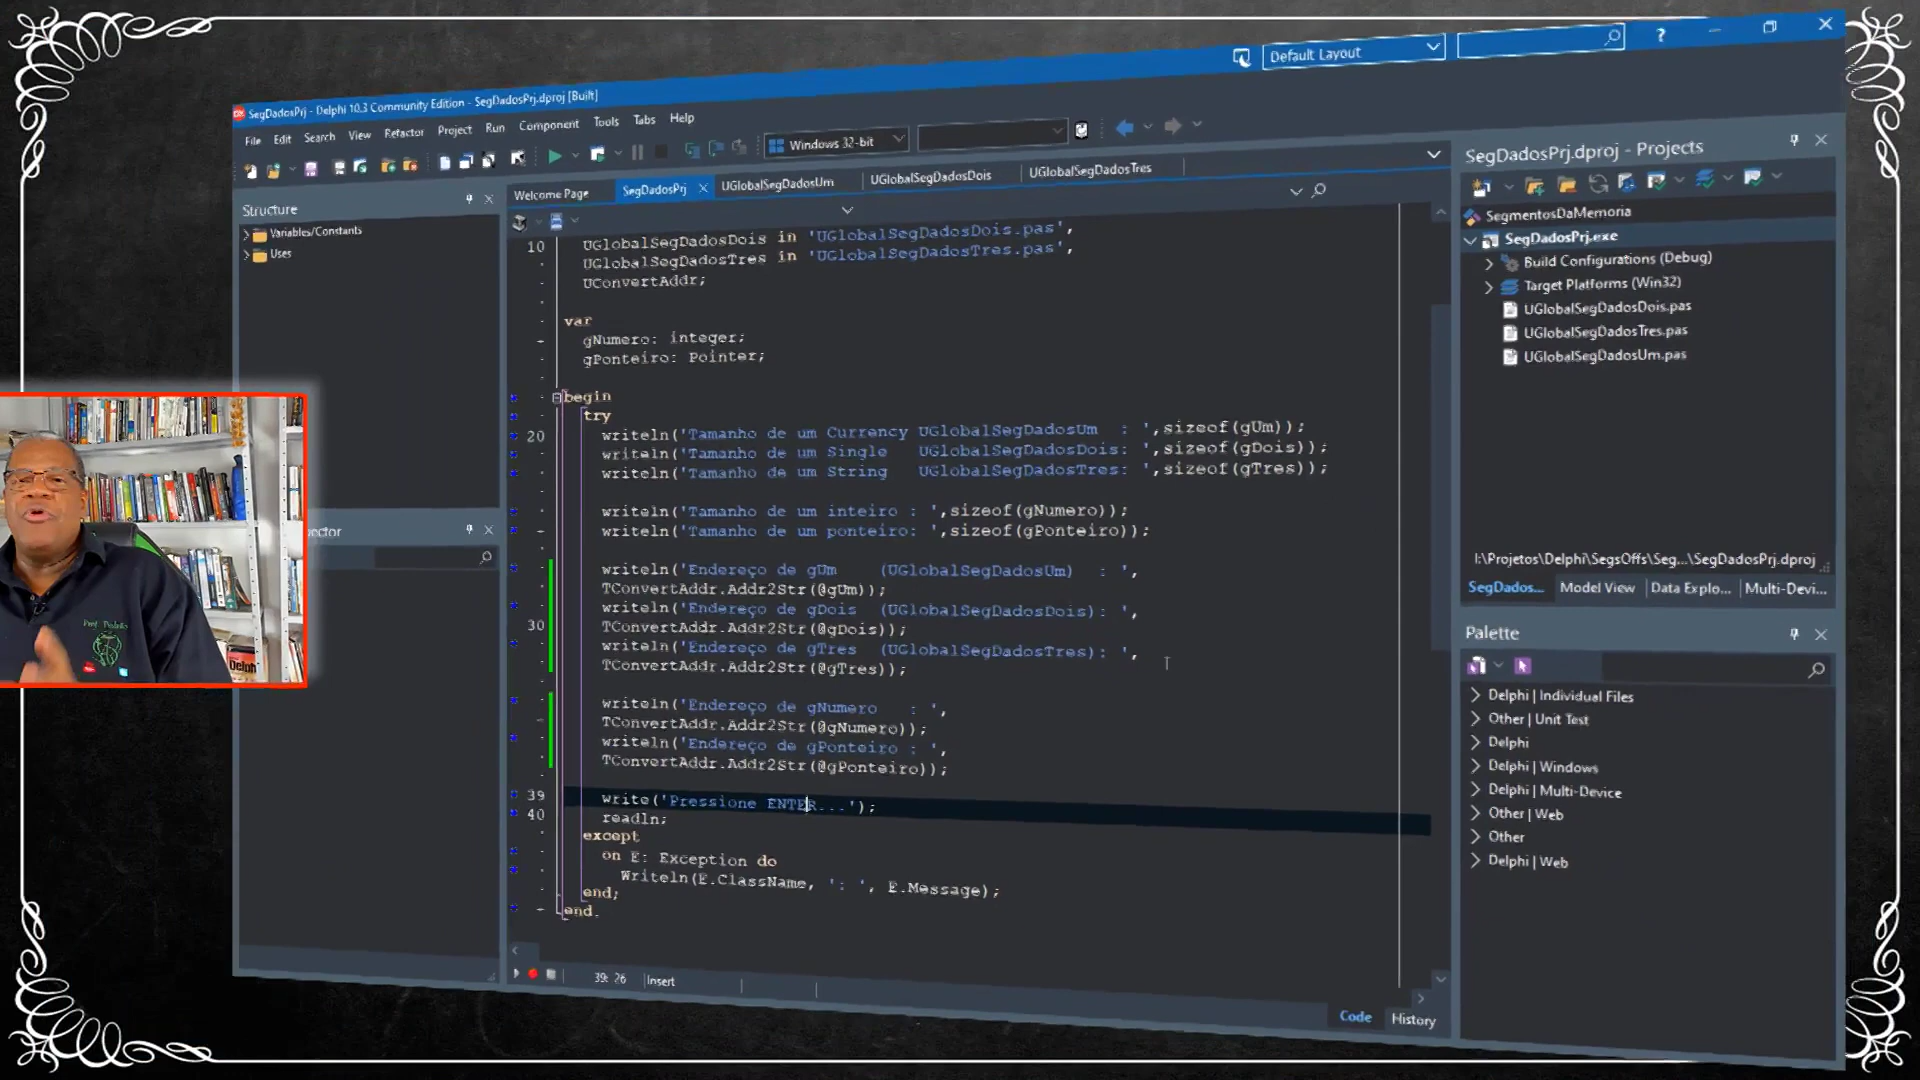 Default Layout
?
SegDadosPrj - Delphi 10.3 Community Edition - SegDadosPrj.dproj [Built]
File Edit Search View Refactor Project Run Component Tools Tabs Help
Windows 32-bit
Structure
Variables/Constants
Uses
Welcome Page SegDadosPrj UGlobalSegDadosUm UGlobalSegDadosDois UGlobalSegDadosTres
10 UGlobalSegDadosDois in 'UGlobalSegDadosDois.pas',
UGlobalSegDadosTres in 'UGlobalSegDadosTres.pas',
UConvertAddr;
var
gNumero: integer;
gPonteiro: Pointer;
begin
try
20 writeln('Tamanho de um Currency UGlobalSegDadosUm : ',sizeof(gUm));
writeln('Tamanho de um Single UGlobalSegDadosDois: ',sizeof(gDois));
writeln('Tamanho de um String UGlobalSegDadosTres: ',sizeof(gTres));
writeln('Tamanho de um inteiro : ',sizeof(gNumero));
writeln('Tamanho de um ponteiro: ',sizeof(gPonteiro));
writeln('Endereço de gUm (UGlobalSegDadosUm) : ',
TConvertAddr.Addr2Str(@gUm));
writeln('Endereço de gDois (UGlobalSegDadosDois): ',
30 TConvertAddr.Addr2Str(@gDois));
writeln('Endereço de gTres (UGlobalSegDadosTres): ',
TConvertAddr.Addr2Str(@gTres));
writeln('Endereço de gNumero : ',
TConvertAddr.Addr2Str(@gNumero));
writeln('Endereço de gPonteiro : ',
TConvertAddr.Addr2Str(@gPonteiro));
39 write('Pressione ENTER...');
40 readln;
except
on E: Exception do
Writeln(E.ClassName, ': ', E.Message);
end;
end.
39: 26 Insert
Code History
SegDadosPrj.dproj - Projects
SegmentosDaMemoria
SegDadosPrj.exe
Build Configurations (Debug)
Target Platforms (Win32)
UGlobalSegDadosDois.pas
UGlobalSegDadosTres.pas
UGlobalSegDadosUm.pas
I:\Projetos\Delphi\SegsOffs\Seg...\SegDadosPrj.dproj
SegDados... Model View Data Explo... Multi-Devi...
Palette
Delphi | Individual Files
Other | Unit Test
Delphi
Delphi | Windows
Delphi | Multi-Device
Other | Web
Other
Delphi | Web
ector
Delphi